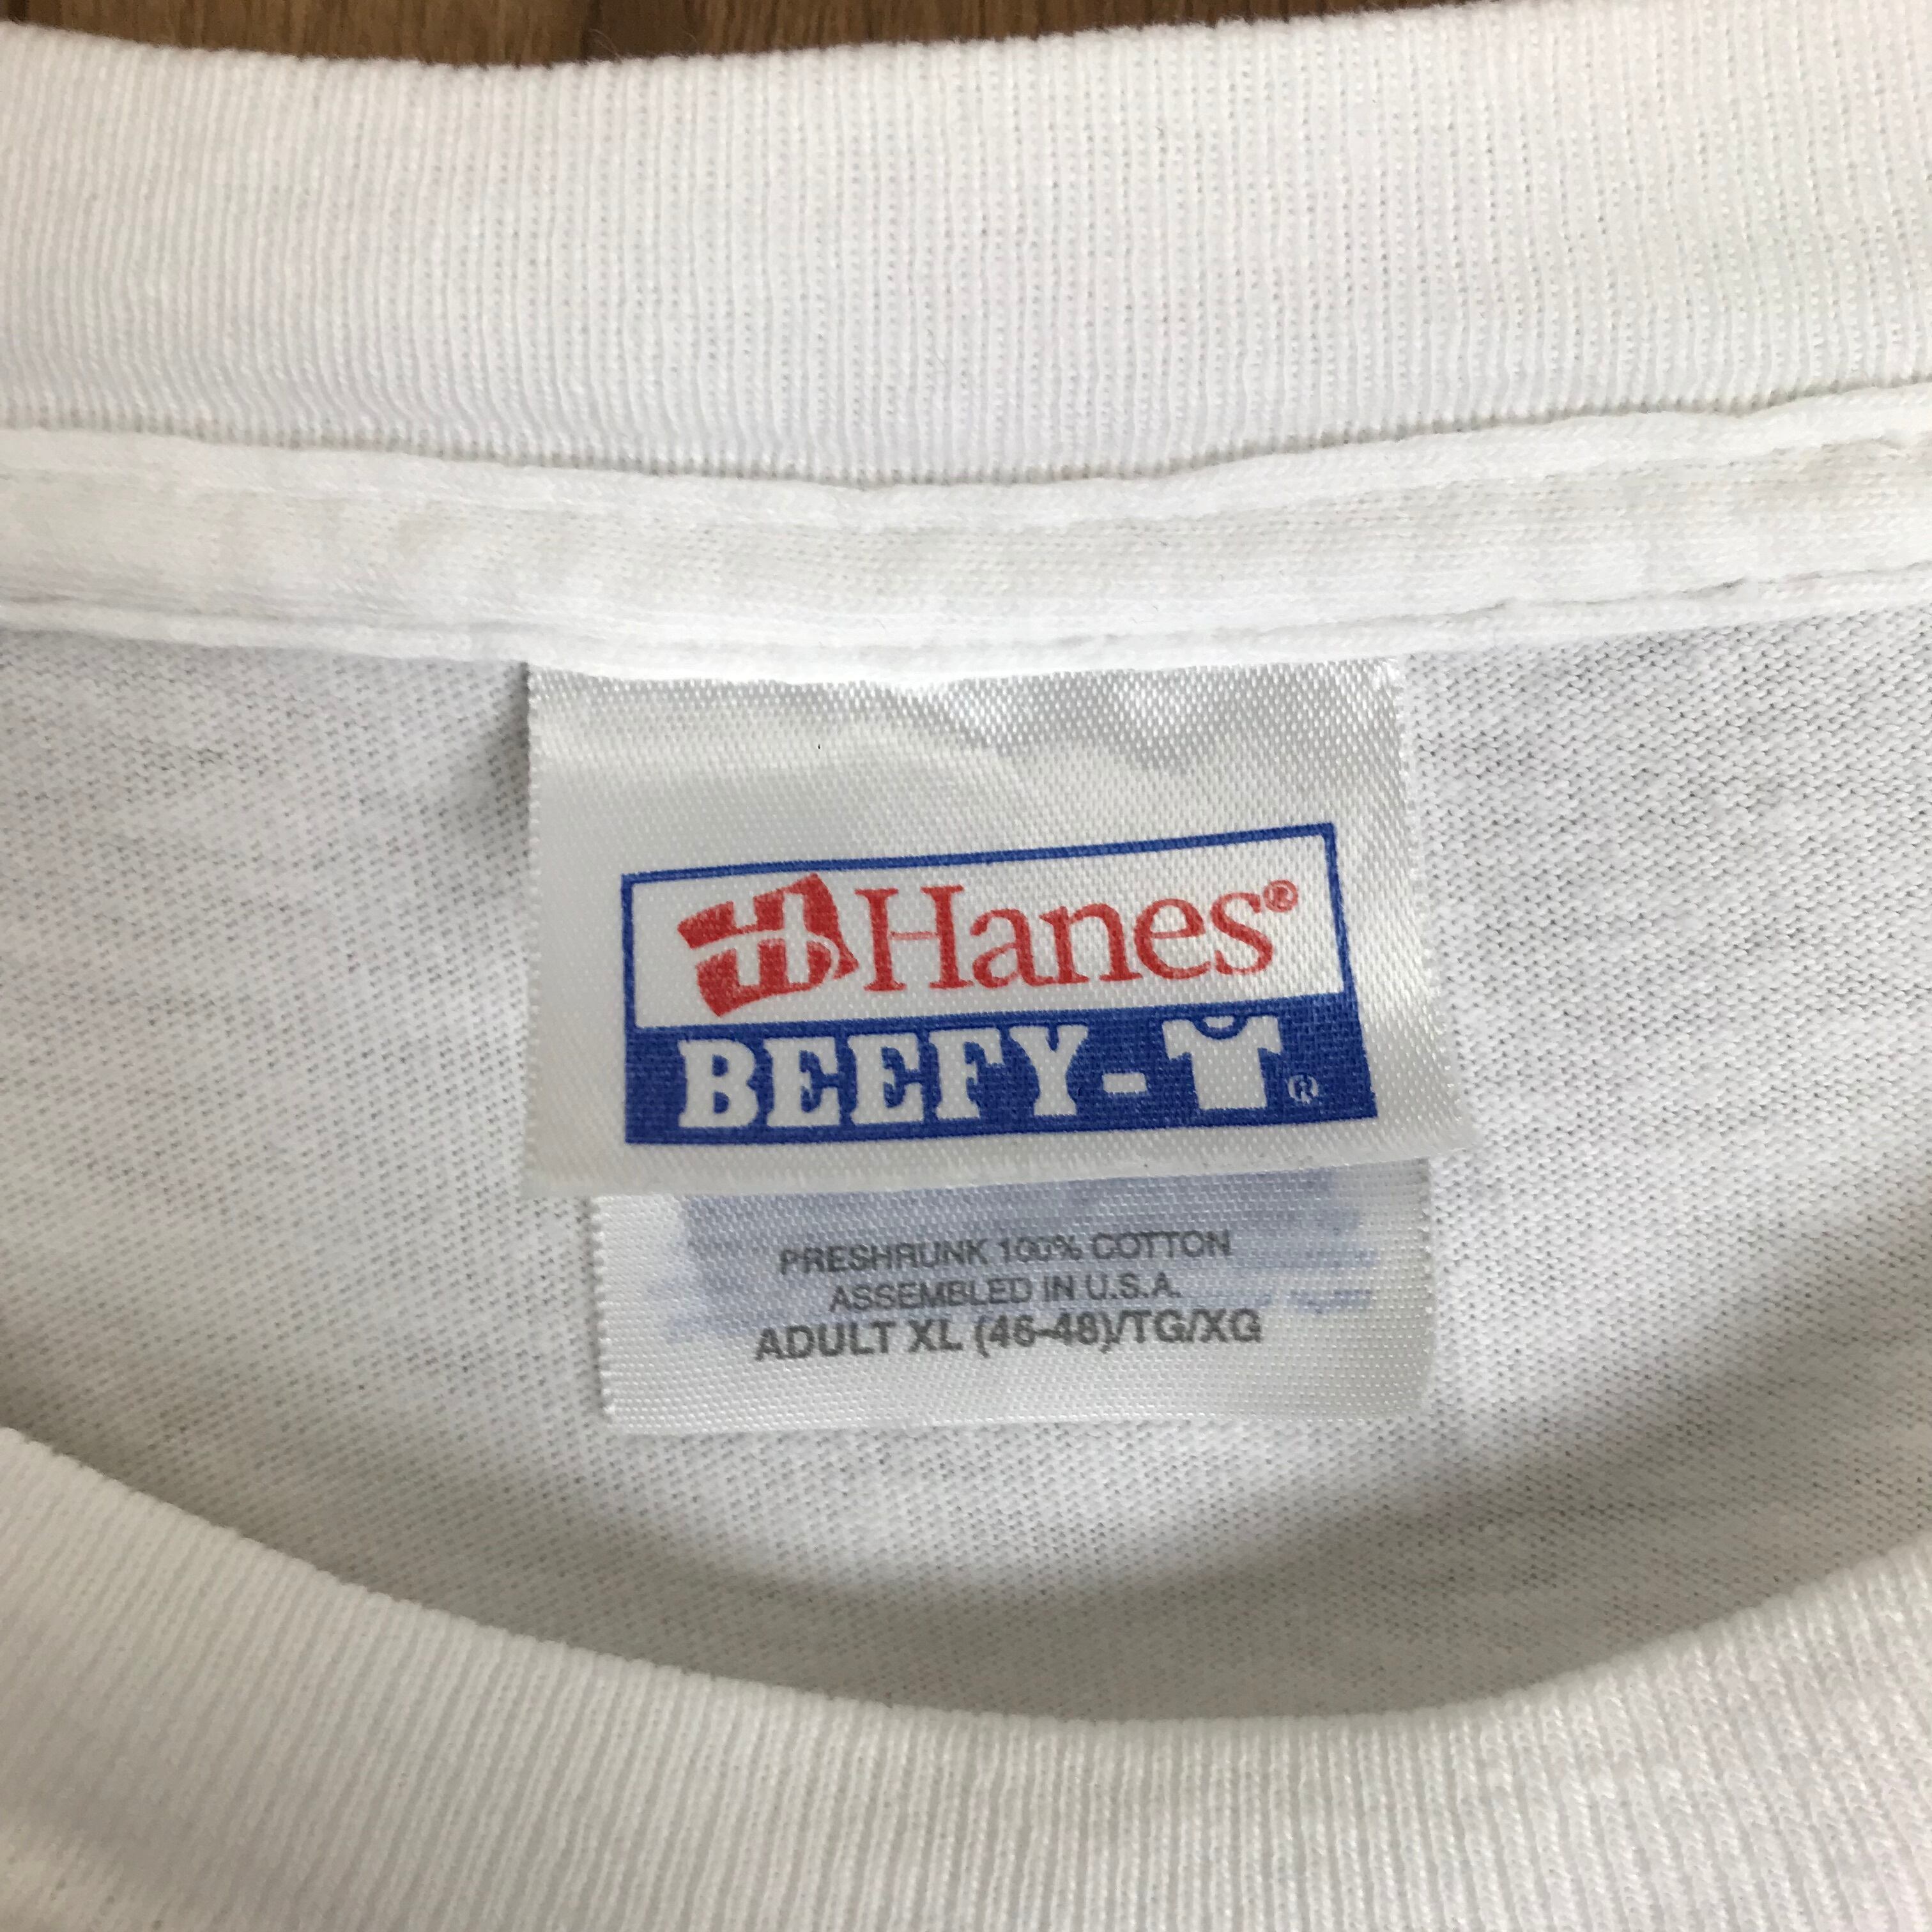 Hanes®
BEEFY-T®
PRESHRUNK 100% COTTON
ASSEMBLED IN U.S.A.
ADULT XL (46-48)/TG/XG